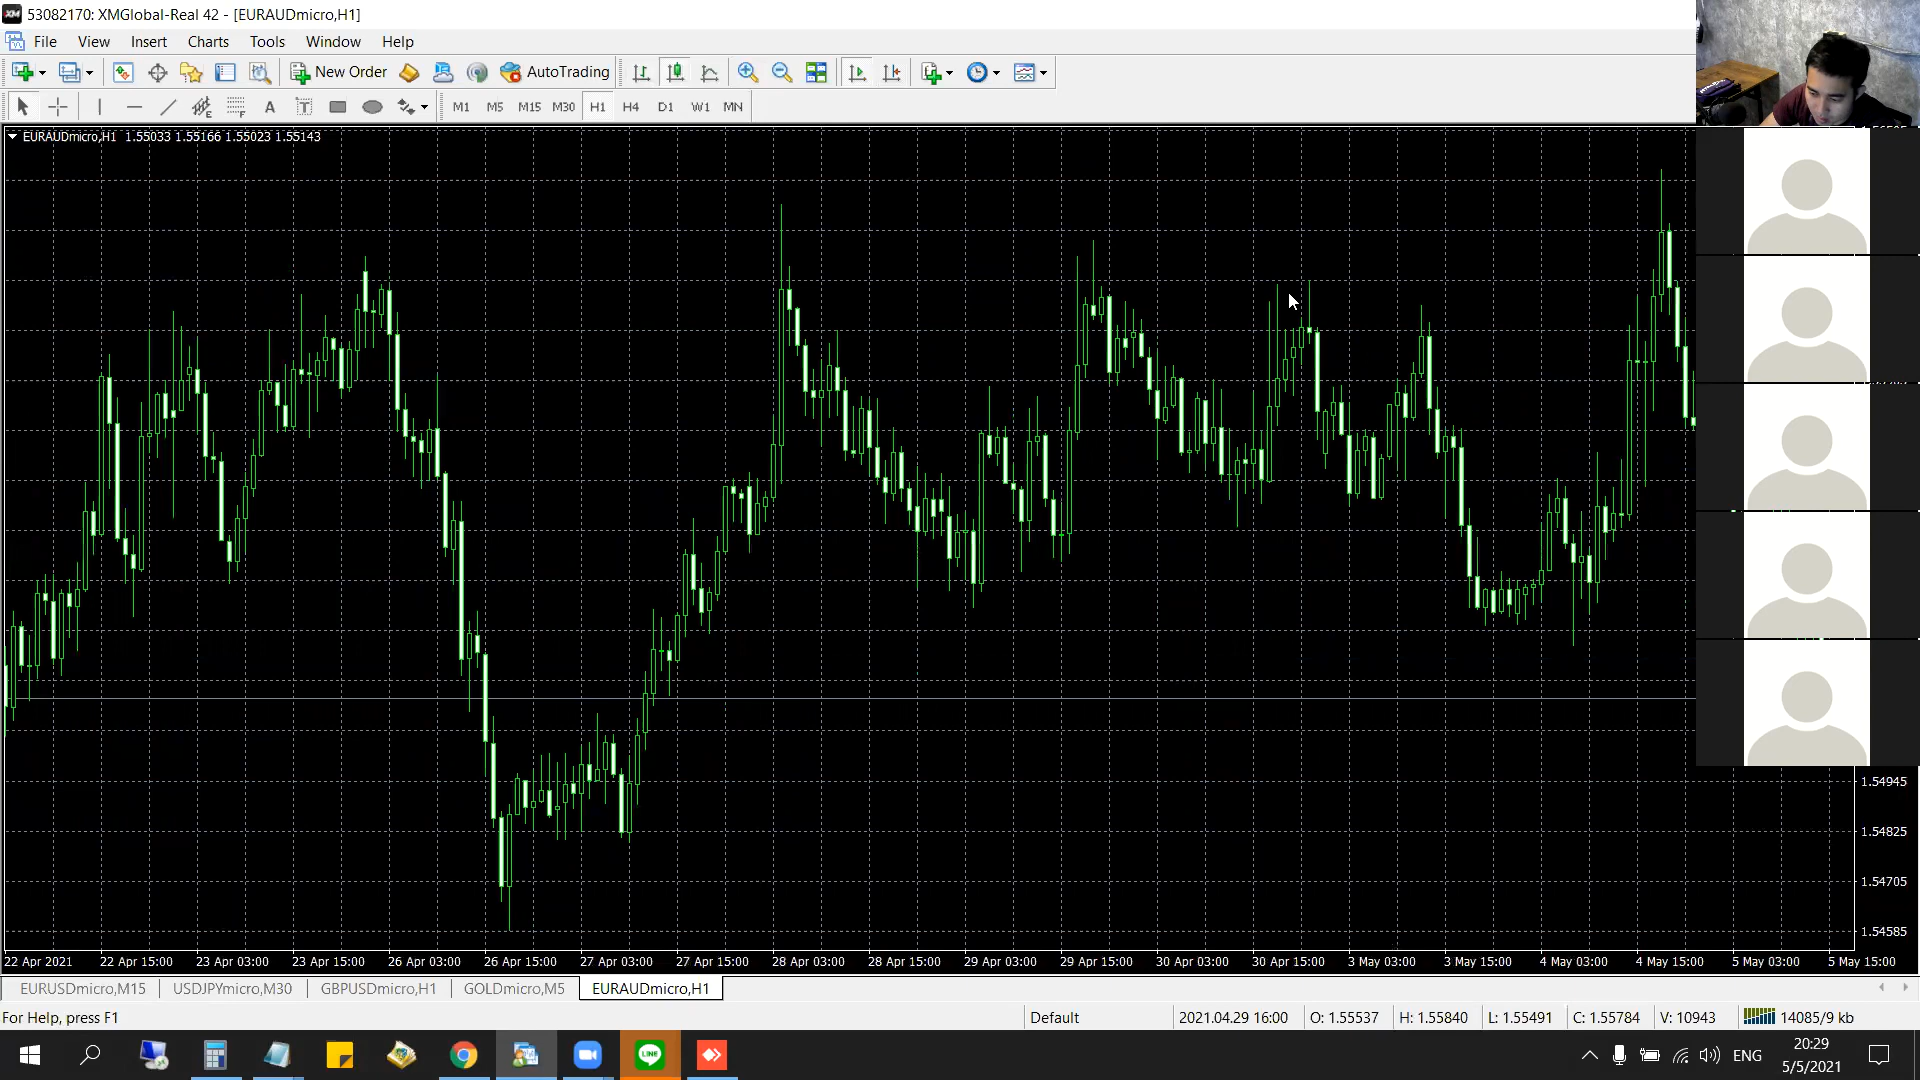 53082170: XMGlobal-Real 42 - [EURAUDmicro,H1]
File View Insert Charts Tools Window Help
New Order AutoTrading
A T M1 M5 M15 M30 H1 H4 D1 W1 MN
EURAUDmicro,H1 1.55033 1.55166 1.55023 1.55143
1.54945
1.54825
1.54705
1.54585
22 Apr 2021 22 Apr 15:00 23 Apr 03:00 23 Apr 15:00 26 Apr 03:00 26 Apr 15:00 27 Apr 03:00 27 Apr 15:00 28 Apr 03:00 28 Apr 15:00 29 Apr 03:00 29 Apr 15:00 30 Apr 03:00 30 Apr 15:00 3 May 03:00 3 May 15:00 4 May 03:00 4 May 15:00 5 May 03:00 5 May 15:00
EURUSDmicro,M15 USDJPYmicro,M30 GBPUSDmicro,H1 GOLDmicro,M5 EURAUDmicro,H1
For Help, press F1 Default 2021.04.29 16:00 O: 1.55537 H: 1.55840 L: 1.55491 C: 1.55784 V: 10943 14085/9 kb
LINE ENG 20:29
5/5/2021